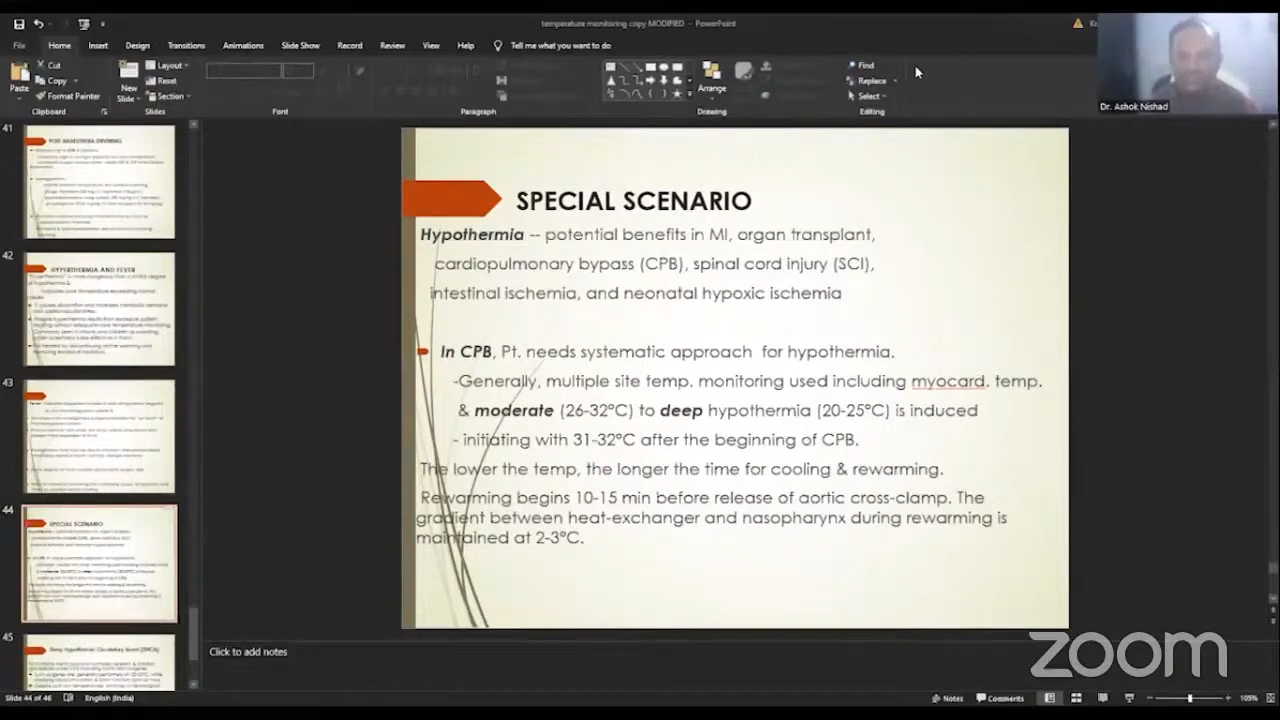 temperature monitoring copy MODIFIED - PowerPoint
File Home Insert Design Transitions Animations Slide Show Record Review View Help Tell me what you want to do
Cut
Copy
Format Painter
Paste
Clipboard
New Slide
Layout
Reset
Section
Slides
Font
Paragraph
Arrange
Drawing
Find
Replace
Select
Editing
Dr. Ashok Nishad
41
42
HYPERTHERMIA AND FEVER
43
44
SPECIAL SCENARIO
45
SPECIAL SCENARIO
Hypothermia -- potential benefits in MI, organ transplant,
cardiopulmonary bypass (CPB), spinal cord injury (SCI),
intestinal ischemia, and neonatal hypoxic ischemia
In CPB, Pt. needs systematic approach for hypothermia.
-Generally, multiple site temp. monitoring used including myocard. temp.
& moderate (26-32°C) to deep hypothermia (20-25°C) is induced
- initiating with 31-32°C after the beginning of CPB.
The lower the temp, the longer the time for cooling & rewarming.
Rewarming begins 10-15 min before release of aortic cross-clamp. The
gradient between heat-exchanger and nasopharynx during rewarming is
maintained at 2-3°C.
Click to add notes
zoom
Slide 44 of 46 English (India) Notes Comments 105%